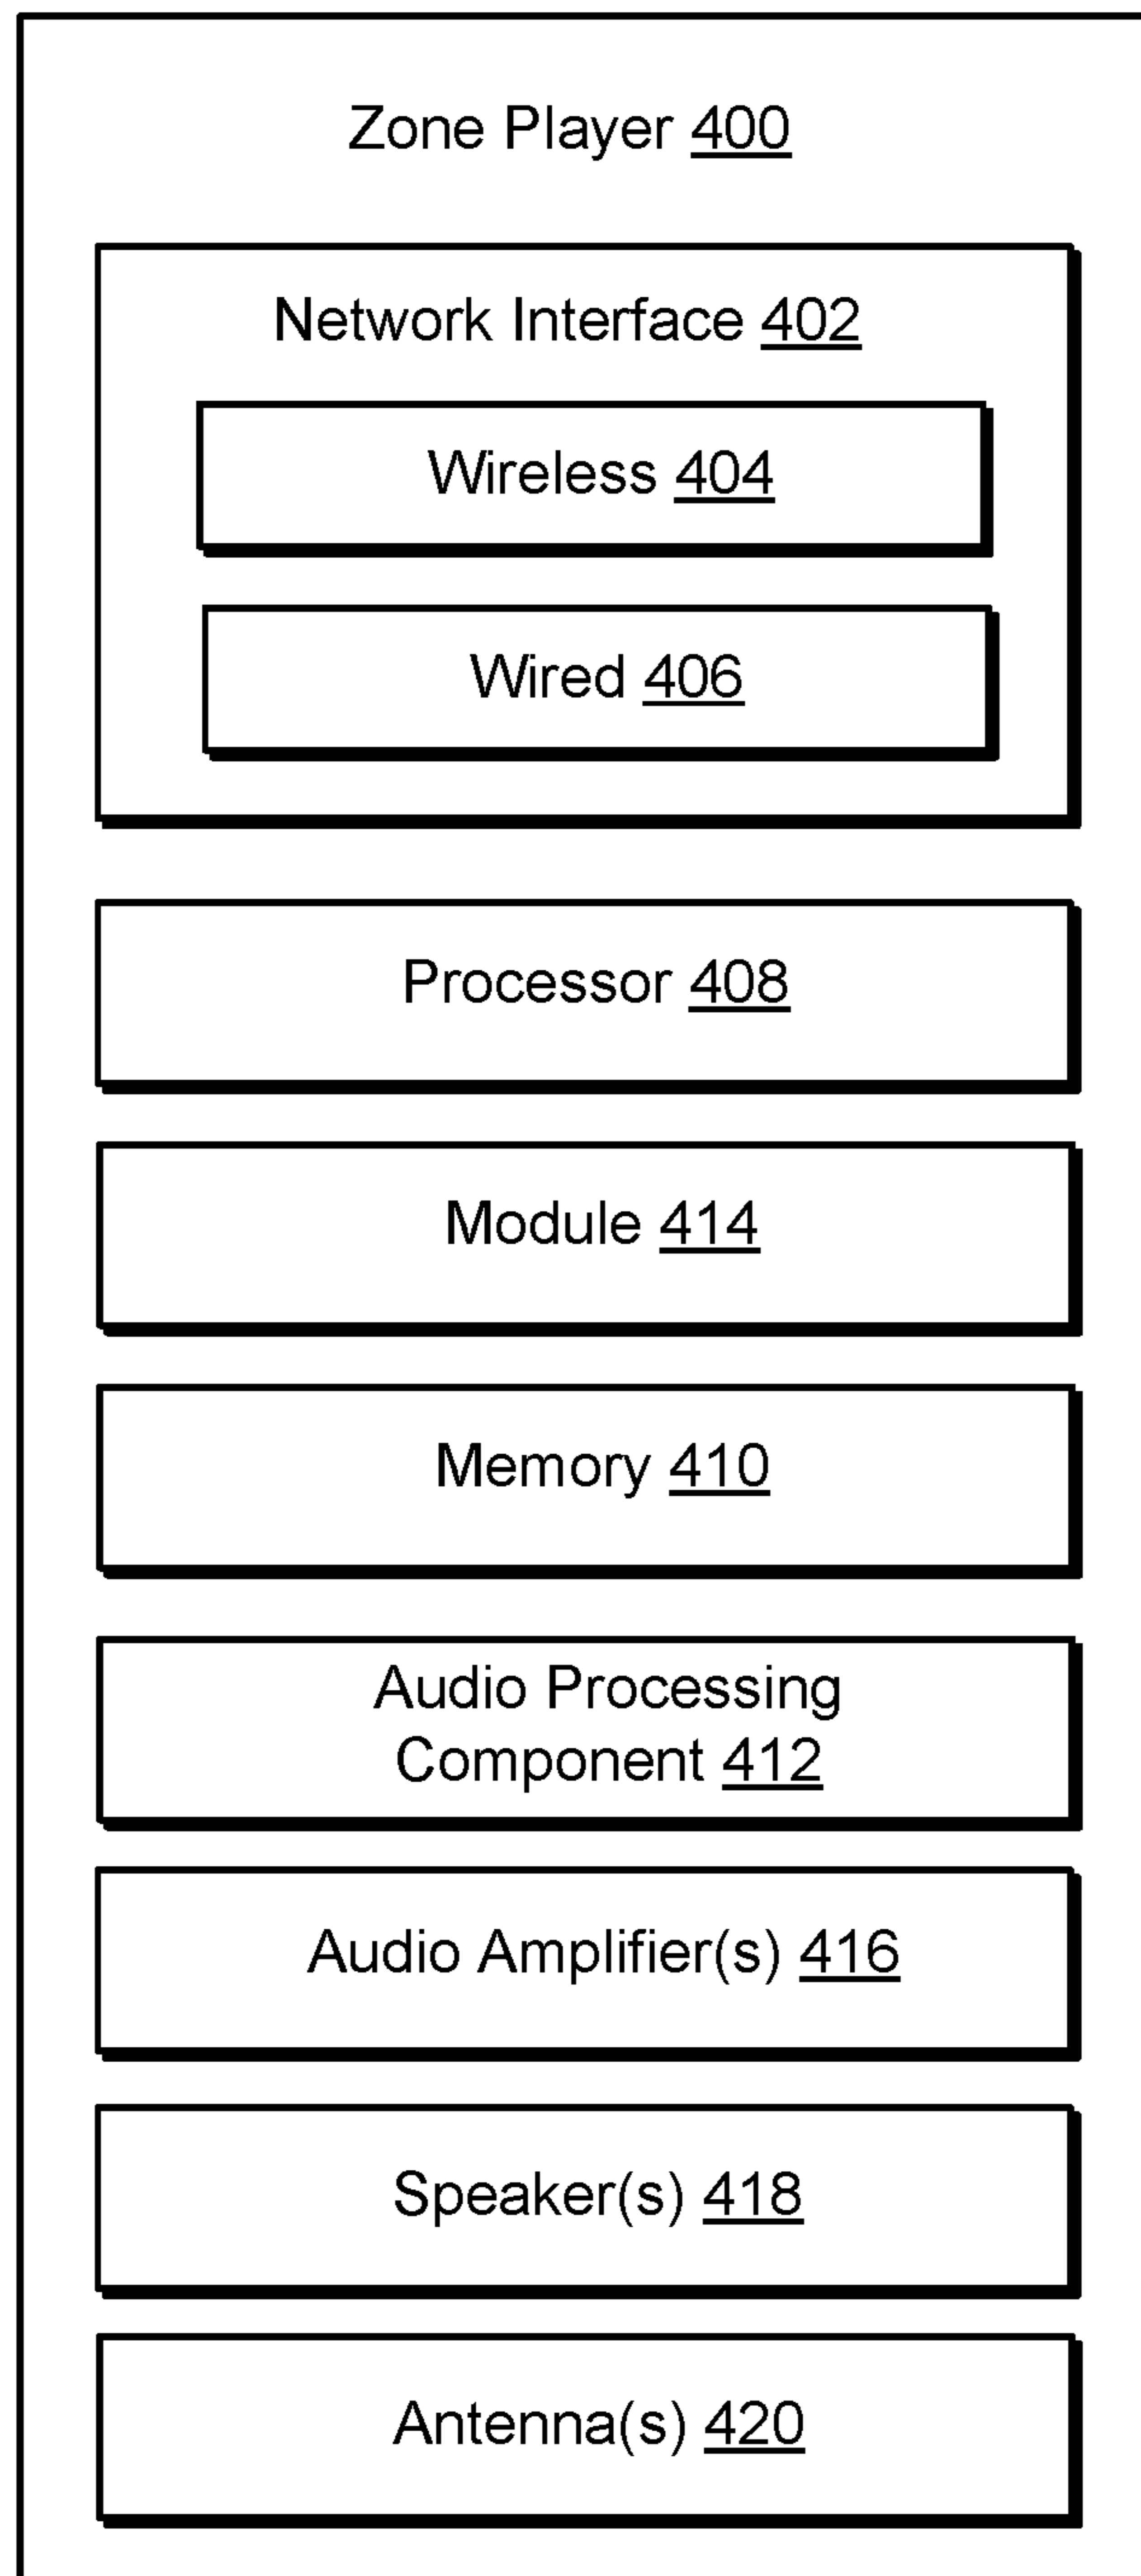 Zone Player 400
Network Interface 402
Wireless 404
Wired 406
Processor 408
Module 414
Memory 410
Audio Processing
Component 412
Audio Amplifier(s) 416
Speaker(s) 418
Antenna(s) 420